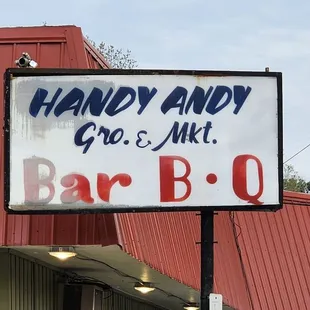 HANDY ANDY
Gro. & Mkt.
Bar B·Q